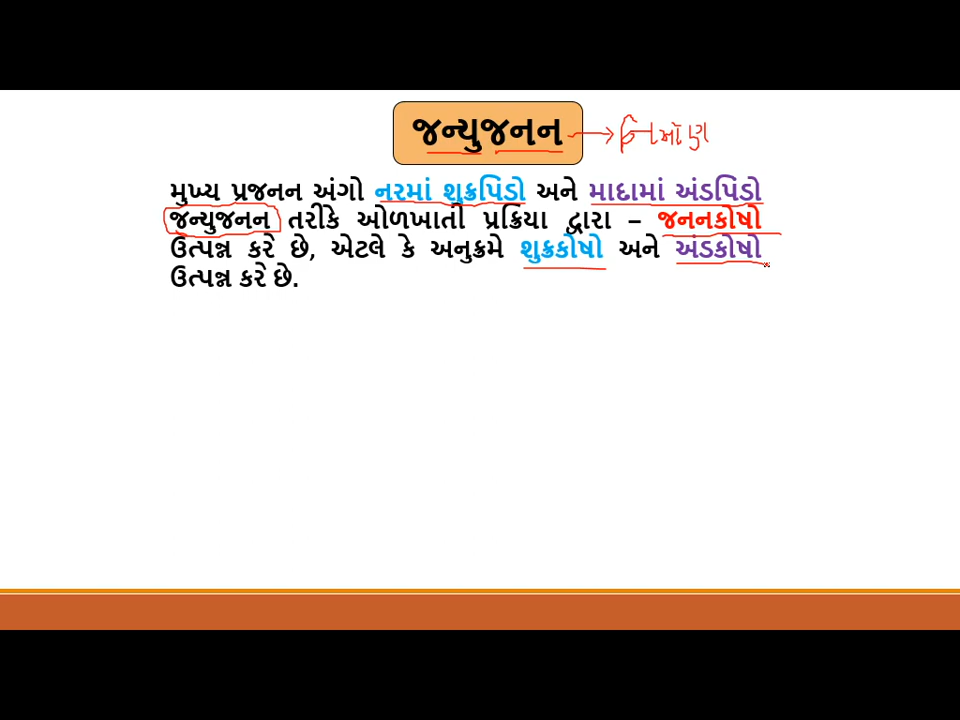 જન્યુજનન
નિર્માણ
મુખ્ય પ્રજનન અંગો નરમાં શુક્રપિંડો અને માદામાં અંડપિંડો
જન્યુજનન તરીકે ઓળખાતી પ્રક્રિયા દ્વારા – જનનકોષો
ઉત્પન્ન કરે છે, એટલે કે અનુક્રમે શુક્રકોષો અને અંડકોષો
ઉત્પન્ન કરે છે.